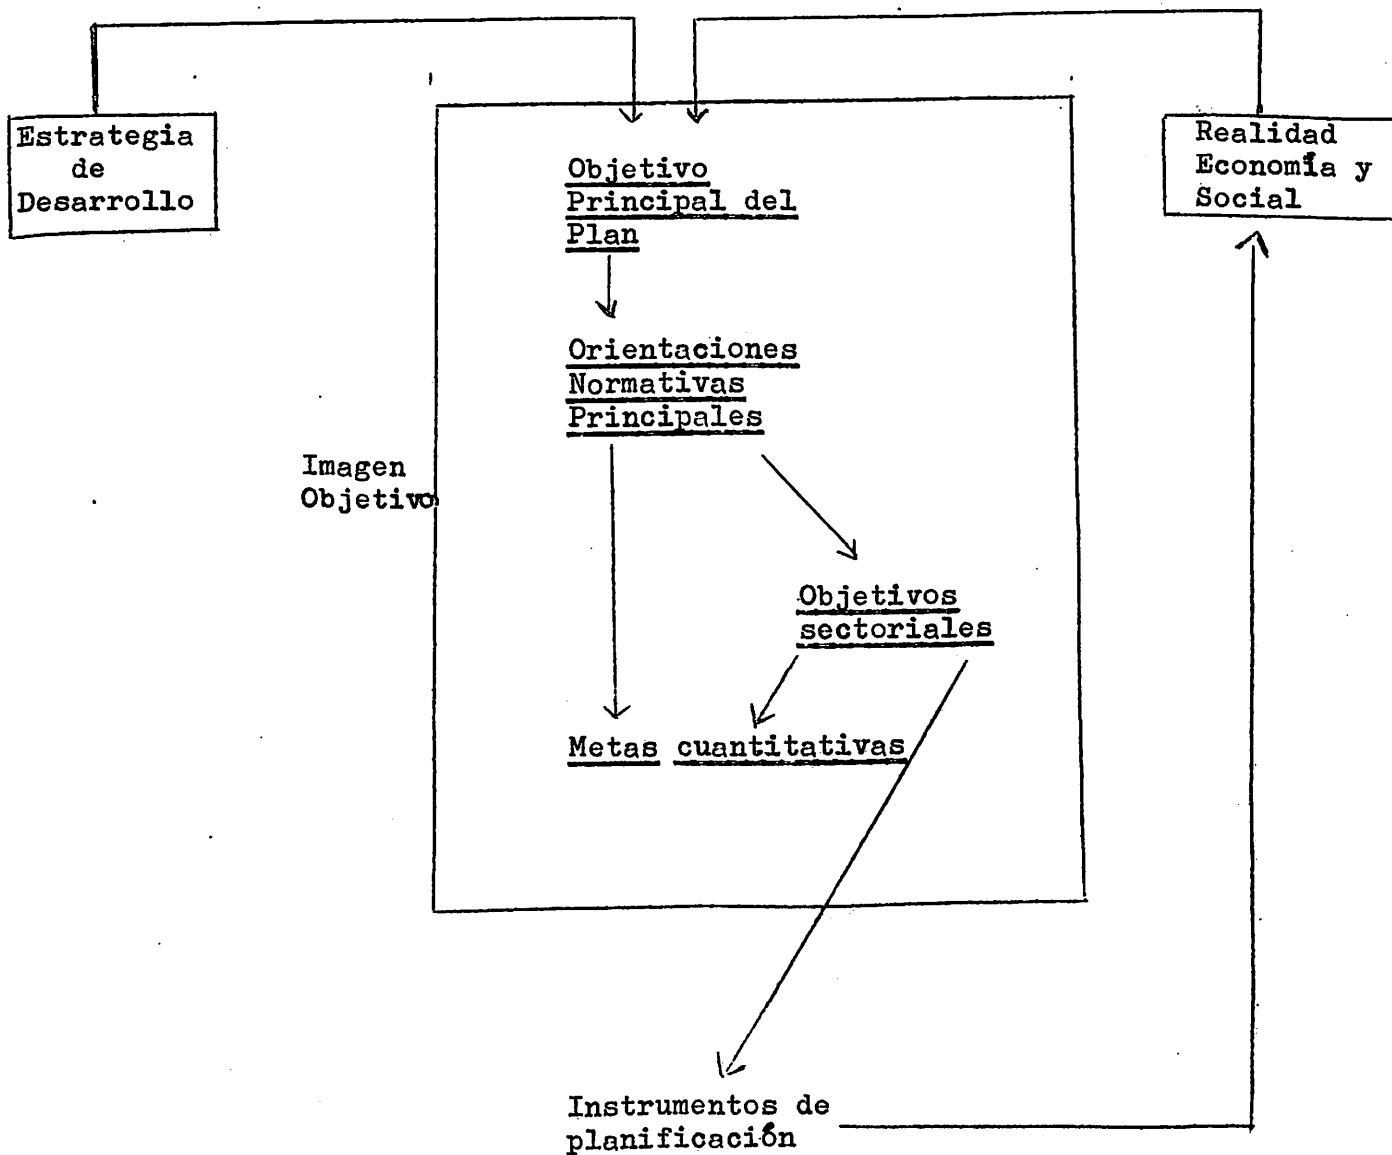 Estrategia
de
Desarrollo
Realidad
Economía y
Social
Objetivo
Principal del
Plan
Orientaciones
Normativas
Principales
Imagen
Objetivo
Objetivos
sectoriales
Metas cuantitativas
Instrumentos de
planificación